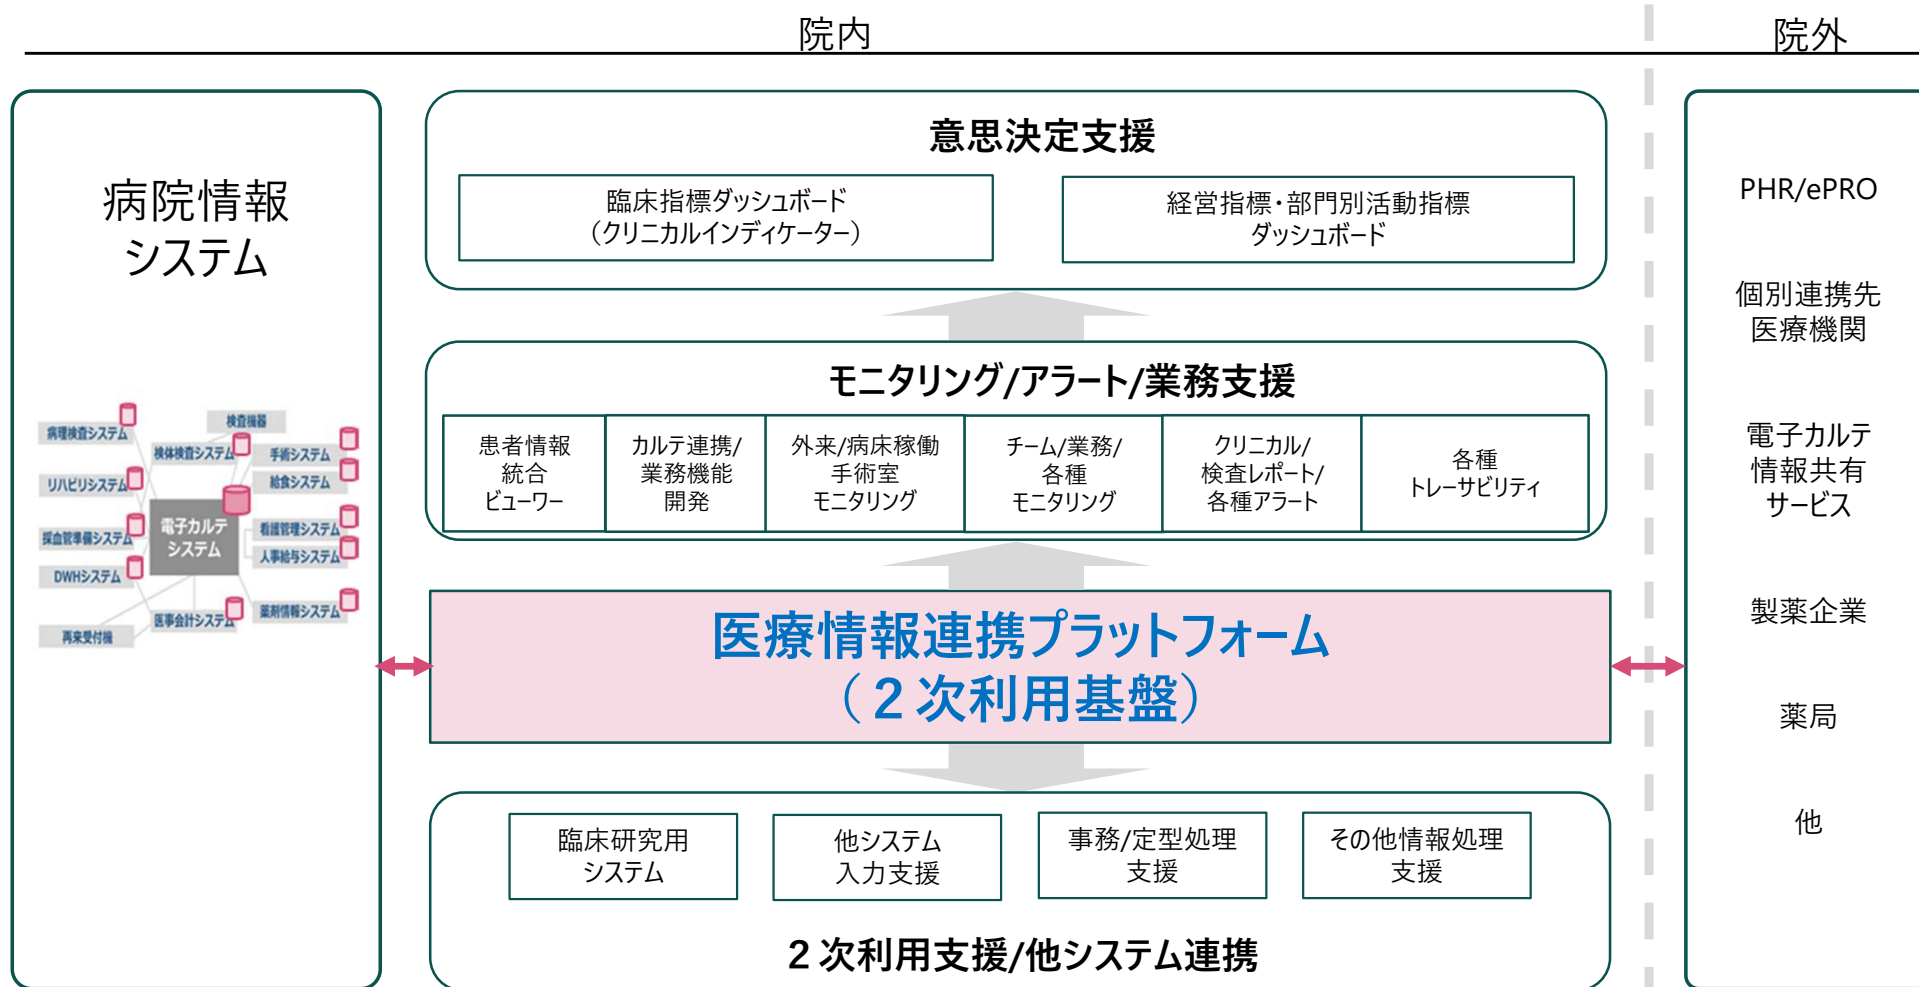 院内
院外
病院情報
システム
病理検査システム
検査機器
検体検査システム
手術システム
リハビリシステム
給食システム
電子カルテ
システム
採血管準備システム
看護管理システム
人事給与システム
DWHシステム
医事会計システム
薬剤情報システム
再来受付機
意思決定支援
臨床指標ダッシュボード
（クリニカルインディケーター）
経営指標・部門別活動指標
ダッシュボード
モニタリング/アラート/業務支援
患者情報
統合
ビューワー
カルテ連携/
業務機能
開発
外来/病床稼働
手術室
モニタリング
チーム/業務/
各種
モニタリング
クリニカル/
検査レポート/
各種アラート
各種
トレーサビリティ
医療情報連携プラットフォーム
（２次利用基盤）
臨床研究用
システム
他システム
入力支援
事務/定型処理
支援
その他情報処理
支援
２次利用支援/他システム連携
PHR/ePRO
個別連携先
医療機関
電子カルテ
情報共有
サービス
製薬企業
薬局
他